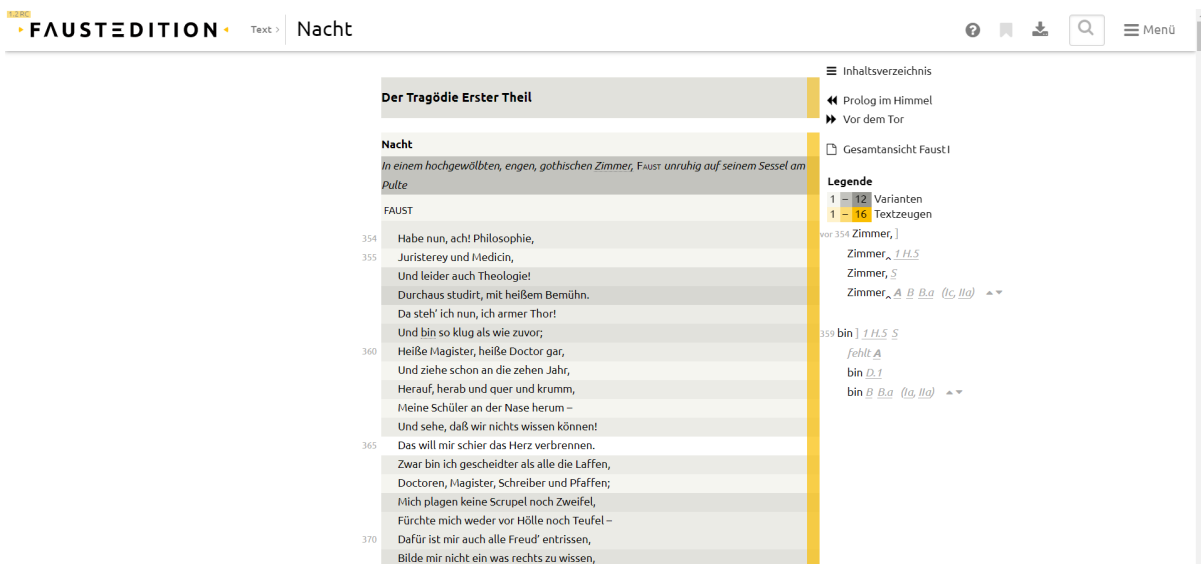 1.2 RC
FAUSTEDITION
Text › Nacht
Menü
Der Tragödie Erster Theil
Nacht
In einem hochgewölbten, engen, gothischen Zimmer, Faust unruhig auf seinem Sessel am
Pulte
FAUST
354 Habe nun, ach! Philosophie,
355 Juristerey und Medicin,
Und leider auch Theologie!
Durchaus studirt, mit heißem Bemühn.
Da steh’ ich nun, ich armer Thor!
Und bin so klug als wie zuvor;
360 Heiße Magister, heiße Doctor gar,
Und ziehe schon an die zehen Jahr,
Herauf, herab und quer und krumm,
Meine Schüler an der Nase herum –
Und sehe, daß wir nichts wissen können!
365 Das will mir schier das Herz verbrennen.
Zwar bin ich gescheidter als alle die Laffen,
Doctoren, Magister, Schreiber und Pfaffen;
Mich plagen keine Scrupel noch Zweifel,
Fürchte mich weder vor Hölle noch Teufel –
370 Dafür ist mir auch alle Freud’ entrissen,
Bilde mir nicht ein was rechts zu wissen,
Inhaltsverzeichnis
Prolog im Himmel
Vor dem Tor
Gesamtansicht Faust I
Legende
1 – 12 Varianten
1 – 16 Textzeugen
vor 354 Zimmer, ]
Zimmer‸ 1 H.5
Zimmer, S
Zimmer‸ A B B.a (Ic, IIa)
359 bin ] 1 H.5 S
fehlt A
bin D.1
bin B B.a (Ia, IIa)